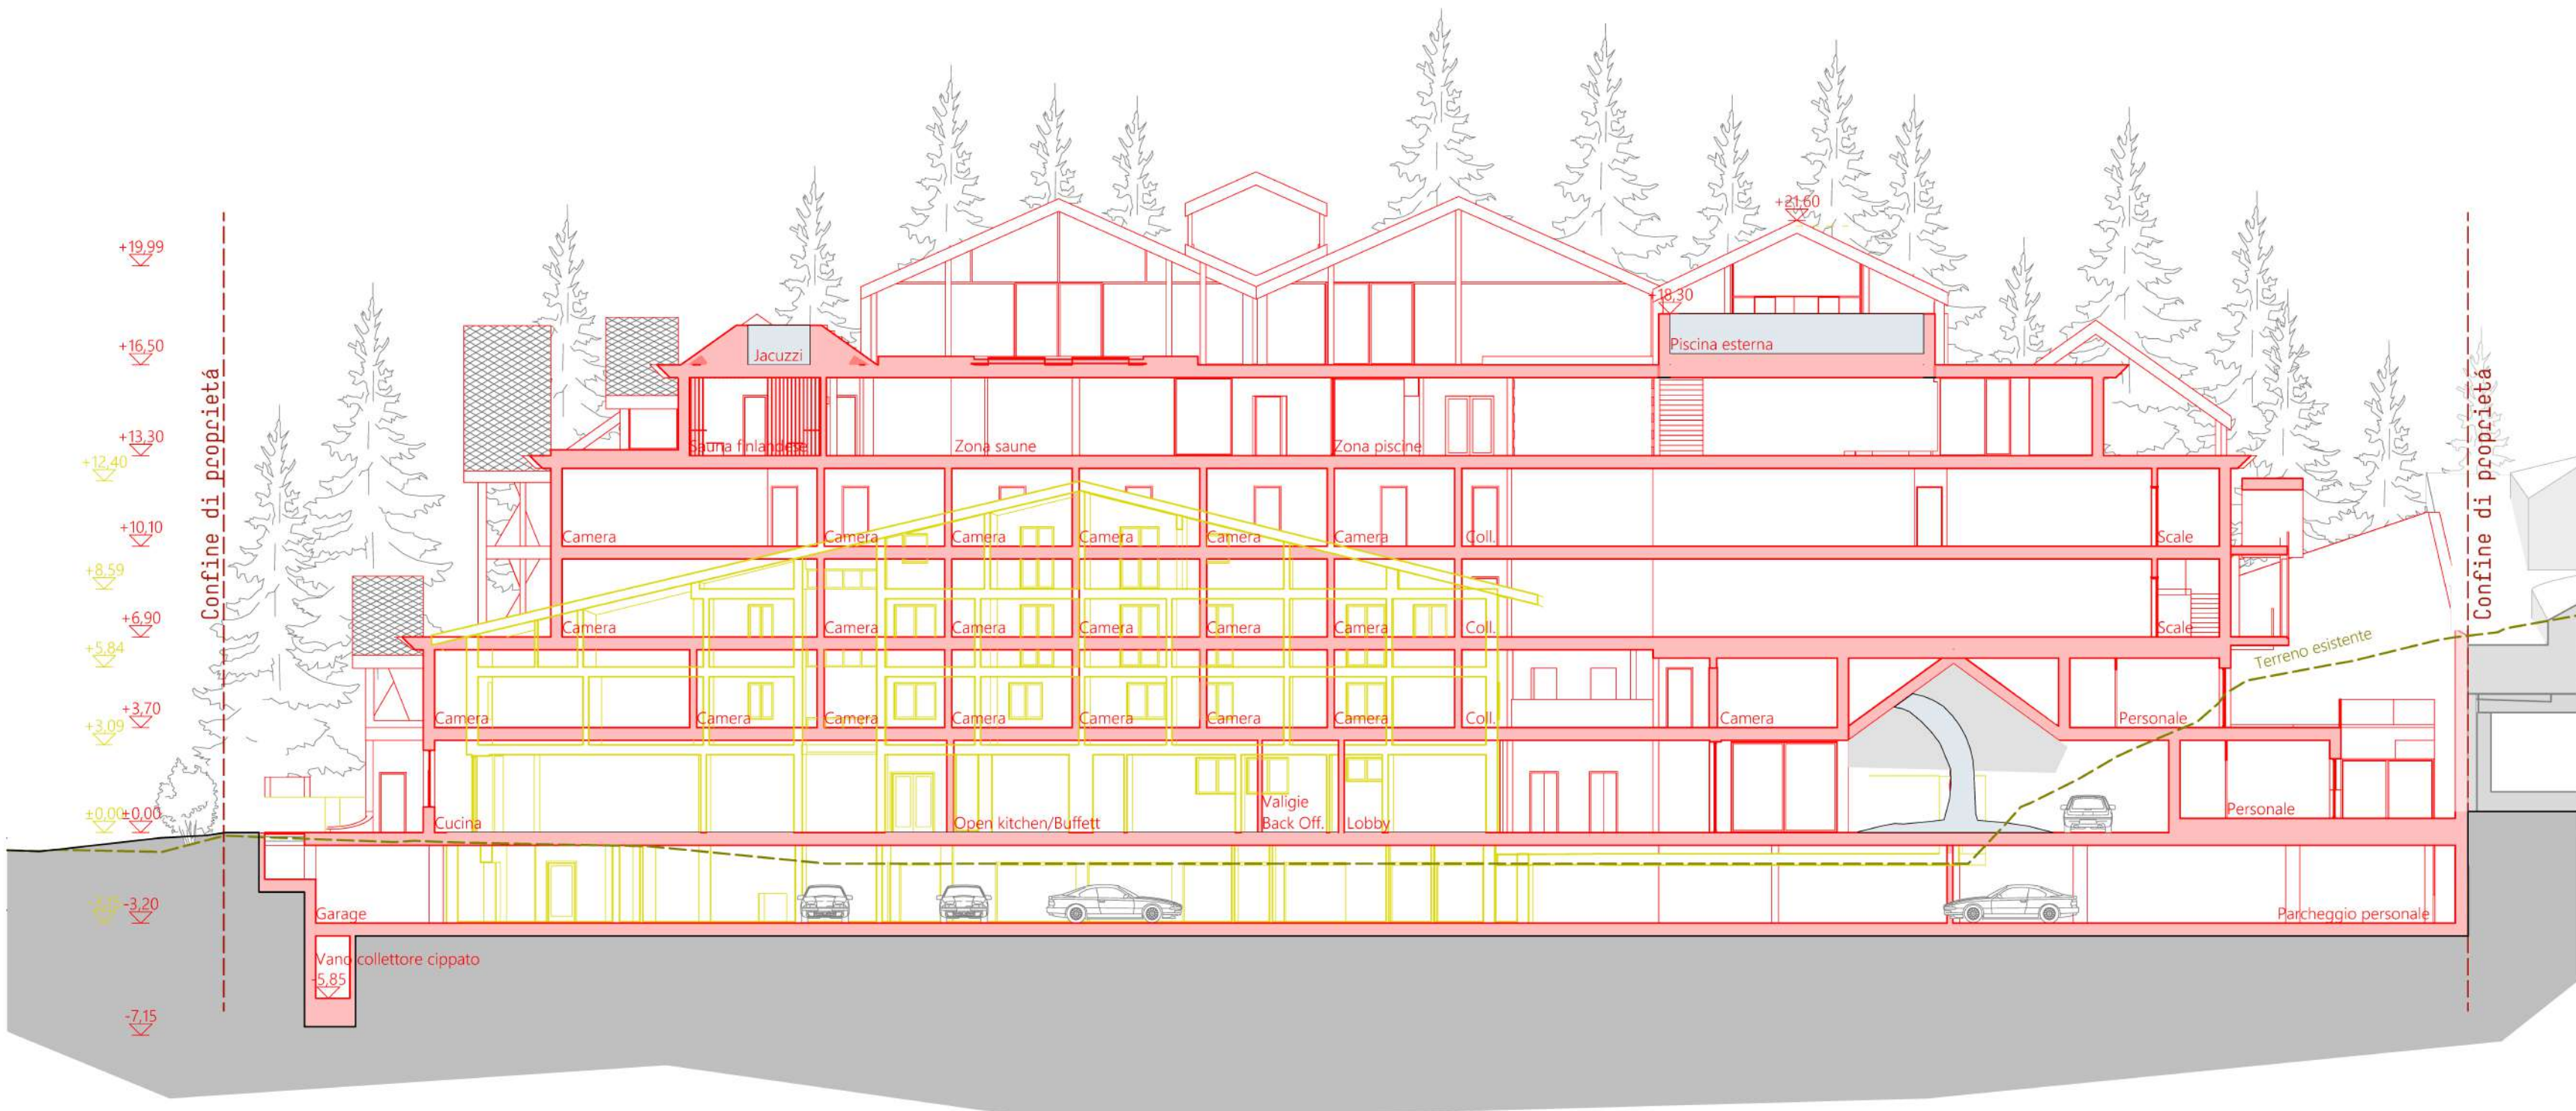 +21,60
+19,99
+18,30
+16,50
Jacuzzi
Piscina esterna
Confine di proprietá
Confine di proprietá
+13,30
Sauna finlandese
Zona saune
Zona piscine
+12,40
+10,10
Camera
Camera
Camera
Camera
Camera
Camera
Coll.
Scale
+8,59
+6,90
Camera
Camera
Camera
Camera
Camera
Camera
Coll.
Scale
+5,84
Terreno esistente
+3,70
+3,09
Camera
Camera
Camera
Camera
Camera
Camera
Camera
Coll.
Camera
Personale
±0,00
±0,00
Cucina
Open kitchen/Buffett
Valigie
Back Off.
Lobby
Personale
-3,20
Garage
Parcheggio personale
Vano collettore cippato
-5,85
-7,15